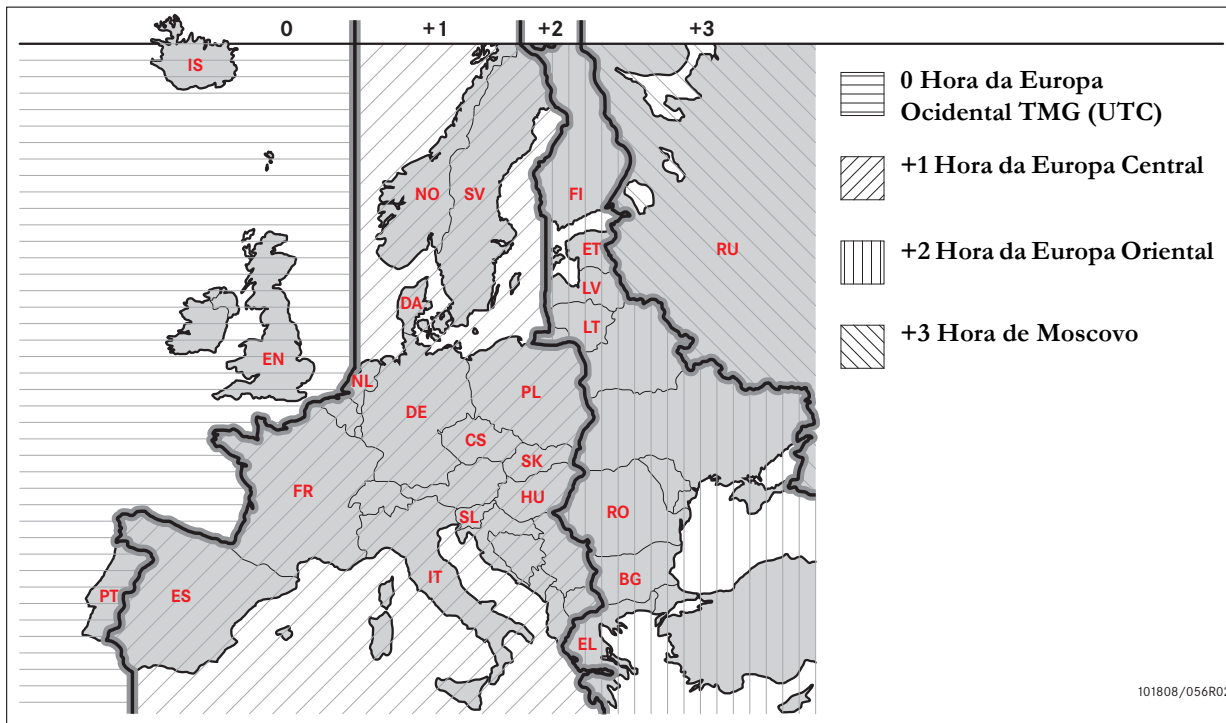 0 +1 +2 +3
IS
NO SV FI
ET RU
LV
DA
LT
EN
NL PL
DE
CS
SK
FR HU
SL RO
IT BG
PT ES
EL
0 Hora da Europa
Ocidental TMG (UTC)
+1 Hora da Europa Central
+2 Hora da Europa Oriental
+3 Hora de Moscovo
101808/056R02